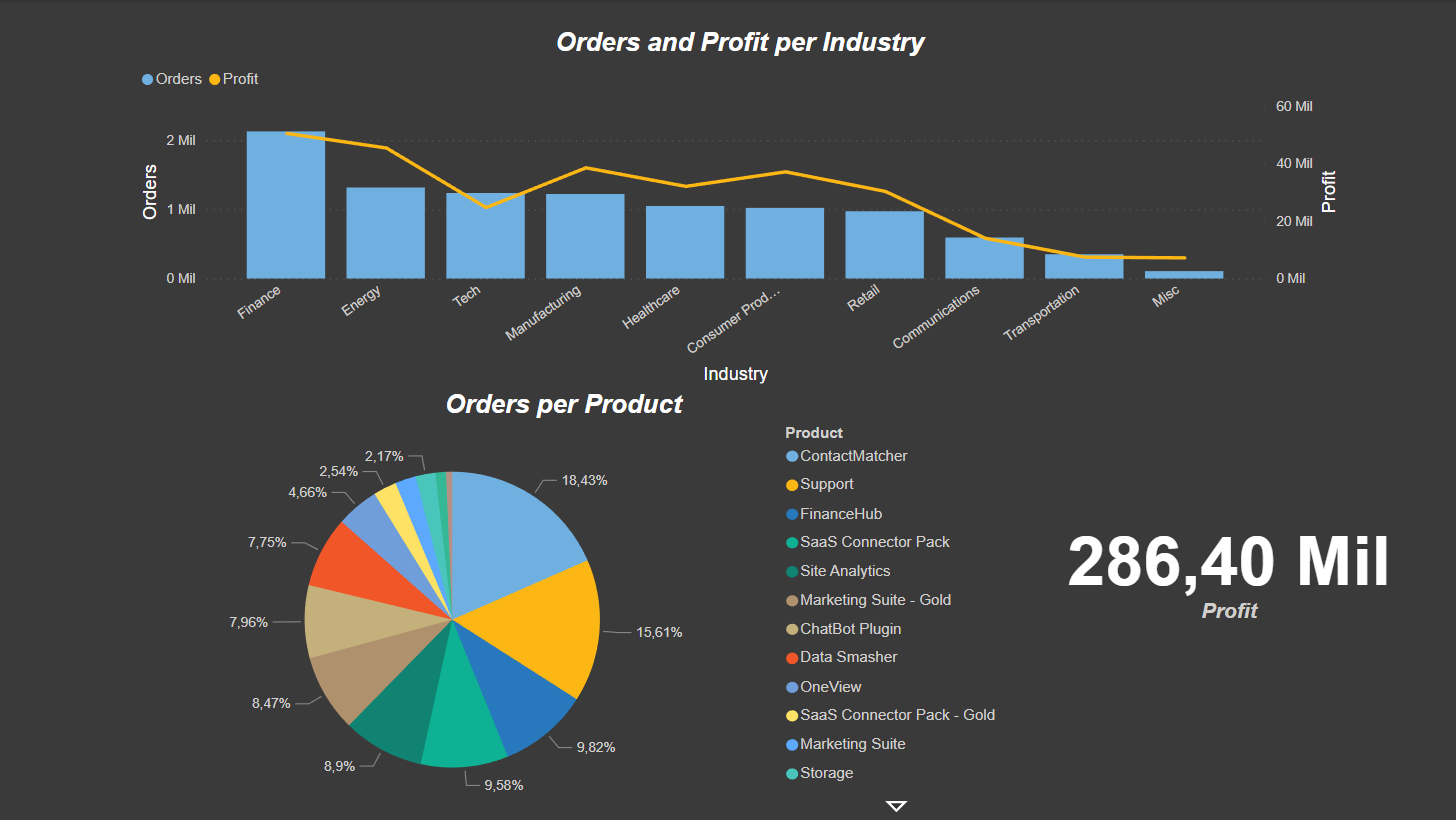 Orders and Profit per Industry
Orders Profit
60 Mil
2 Mil
40 Mil
Orders
Profit
1 Mil
20 Mil
0 Mil
0 Mil
Finance
Energy
Tech
Manufacturing
Healthcare
Consumer Prod...
Retail
Communications
Transportation
Misc
Industry
Orders per Product
2,17%
2,54%
4,66%
7,75%
7,96%
8,47%
8,9%
9,58%
9,82%
15,61%
18,43%
Product
ContactMatcher
Support
FinanceHub
SaaS Connector Pack
Site Analytics
Marketing Suite - Gold
ChatBot Plugin
Data Smasher
OneView
SaaS Connector Pack - Gold
Marketing Suite
Storage
286,40 Mil
Profit